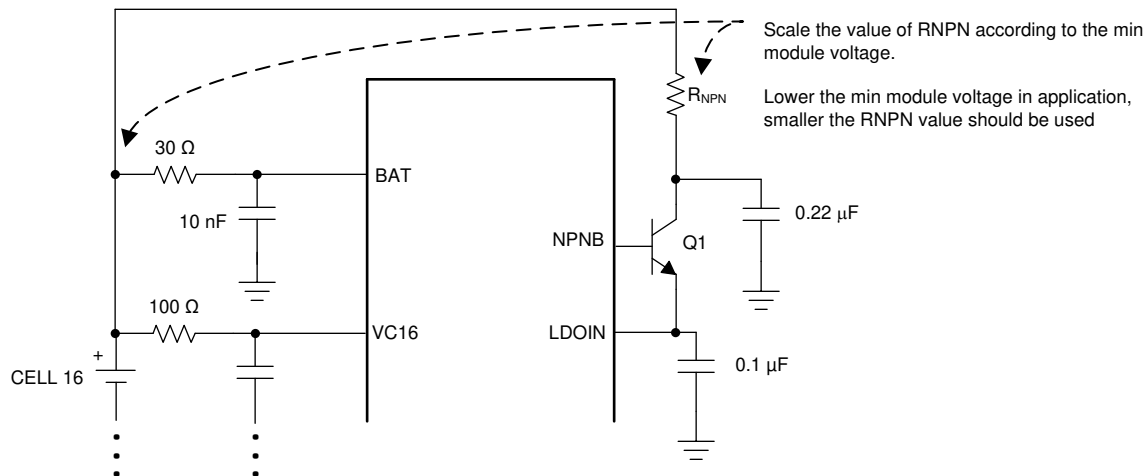 Scale the value of RNPN according to the min
module voltage.
Lower the min module voltage in application,
smaller the RNPN value should be used
RNPN
30 Ω
BAT
10 nF
0.22 µF
NPNB
Q1
100 Ω
VC16
LDOIN
0.1 µF
+
CELL 16